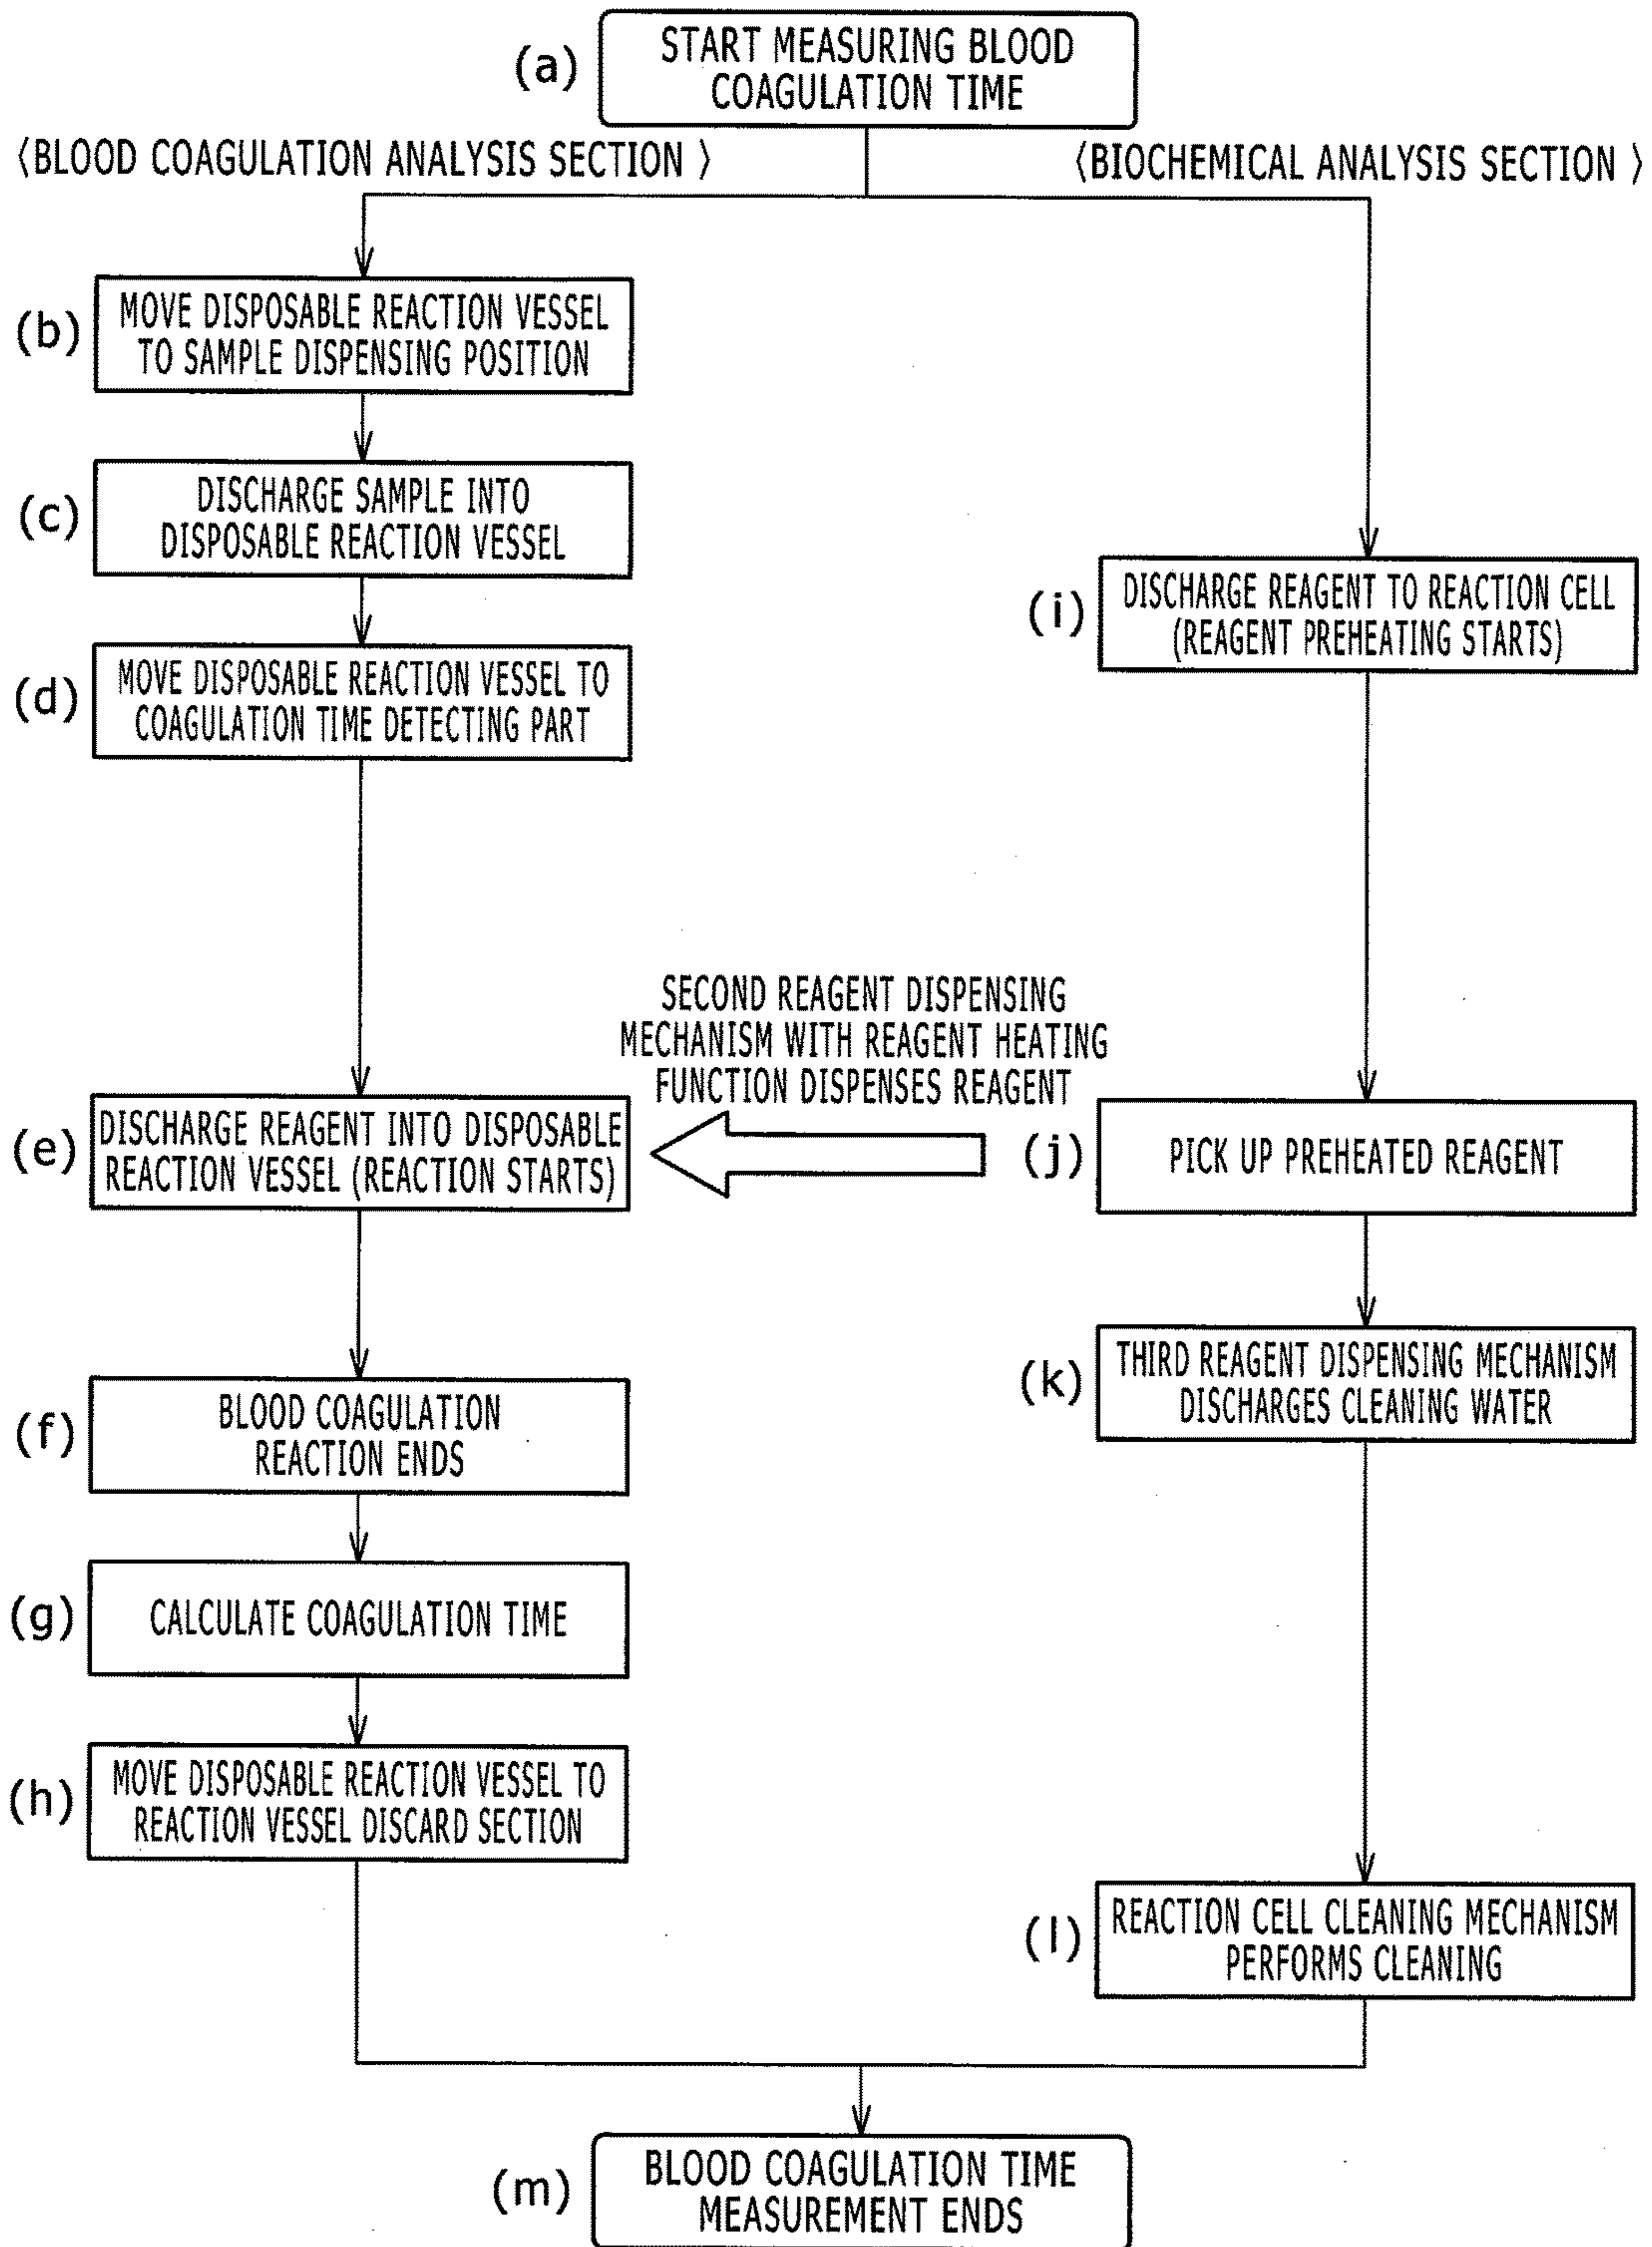 (a)
START MEASURING BLOOD
COAGULATION TIME
〈BLOOD COAGULATION ANALYSIS SECTION 〉
〈BIOCHEMICAL ANALYSIS SECTION 〉
(b)
MOVE DISPOSABLE REACTION VESSEL
TO SAMPLE DISPENSING POSITION
(c)
DISCHARGE SAMPLE INTO
DISPOSABLE REACTION VESSEL
(d)
MOVE DISPOSABLE REACTION VESSEL TO
COAGULATION TIME DETECTING PART
(i)
DISCHARGE REAGENT TO REACTION CELL
(REAGENT PREHEATING STARTS)
SECOND REAGENT DISPENSING
MECHANISM WITH REAGENT HEATING
FUNCTION DISPENSES REAGENT
(e)
DISCHARGE REAGENT INTO DISPOSABLE
REACTION VESSEL (REACTION STARTS)
(j)
PICK UP PREHEATED REAGENT
(k)
THIRD REAGENT DISPENSING MECHANISM
DISCHARGES CLEANING WATER
(f)
BLOOD COAGULATION
REACTION ENDS
(g)
CALCULATE COAGULATION TIME
(h)
MOVE DISPOSABLE REACTION VESSEL TO
REACTION VESSEL DISCARD SECTION
(l)
REACTION CELL CLEANING MECHANISM
PERFORMS CLEANING
(m)
BLOOD COAGULATION TIME
MEASUREMENT ENDS